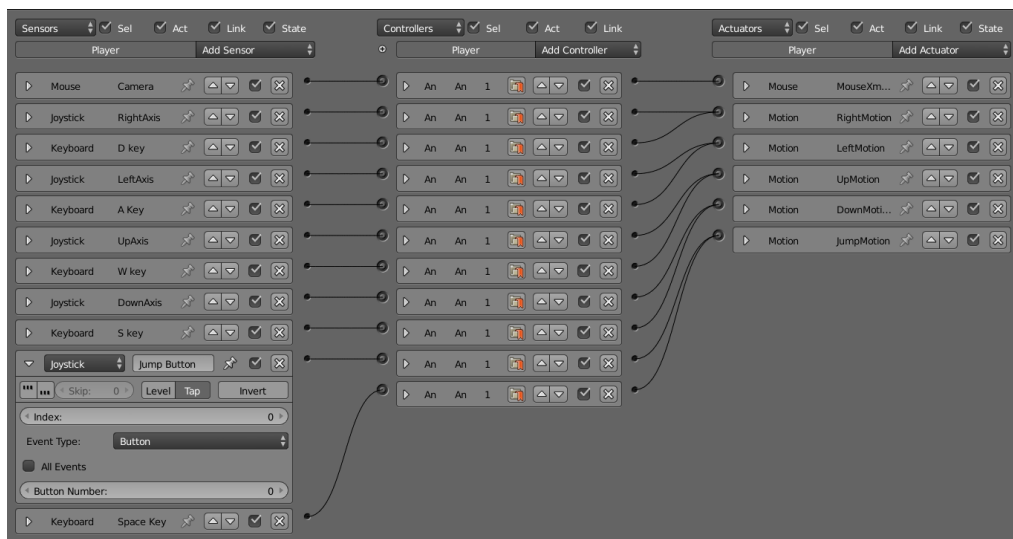 Sensors Sel Act Link State
Player Add Sensor
Mouse Camera
Joystick RightAxis
Keyboard D key
Joystick LeftAxis
Keyboard A Key
Joystick UpAxis
Keyboard W key
Joystick DownAxis
Keyboard S key
Joystick Jump Button
Skip: 0 Level Tap Invert
Index: 0
Event Type: Button
All Events
Button Number: 0
Keyboard Space Key
Controllers Sel Act Link
Player Add Controller
An An 1
An An 1
An An 1
An An 1
An An 1
An An 1
An An 1
An An 1
An An 1
An An 1
An An 1
Actuators Sel Act Link State
Player Add Actuator
Mouse MouseXm...
Motion RightMotion
Motion LeftMotion
Motion UpMotion
Motion DownMoti...
Motion JumpMotion